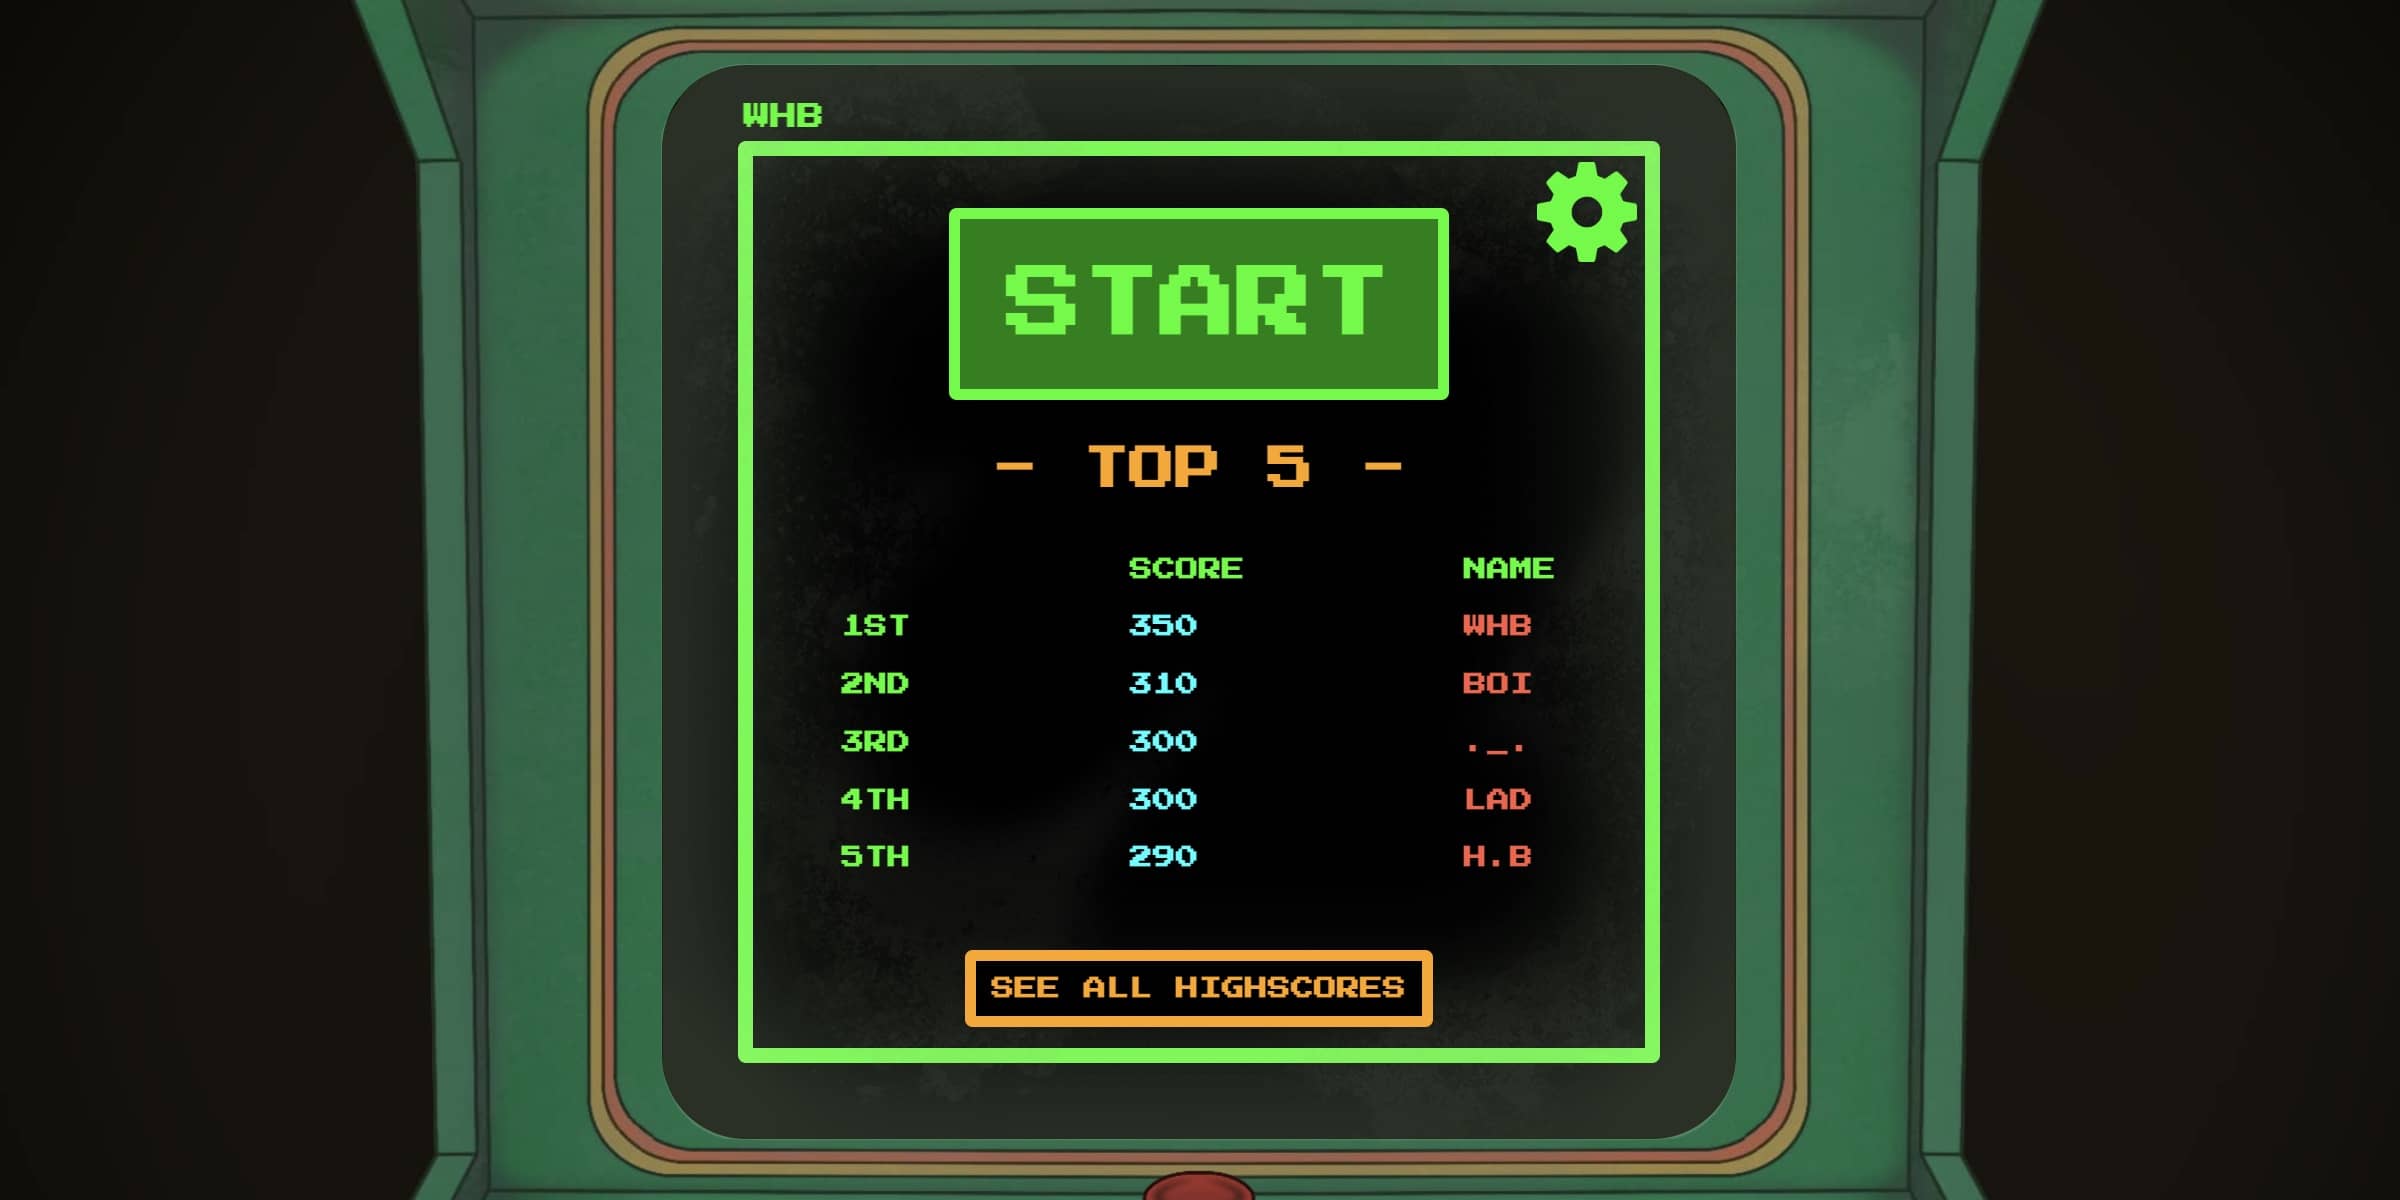 WHB
START
- TOP 5 -
SCORE NAME
1ST 350 WHB
2ND 310 BOI
3RD 300 ._.
4TH 300 LAD
5TH 290 H.B
SEE ALL HIGHSCORES